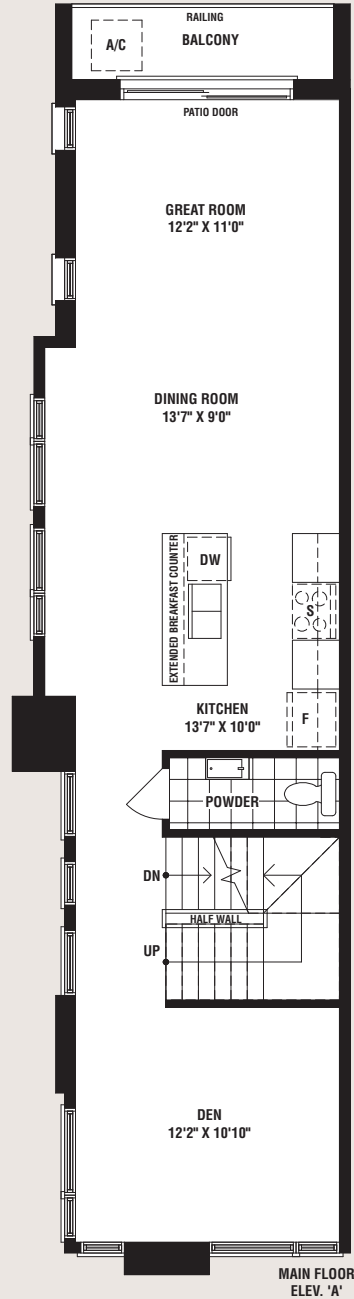 RAILING
A/C
BALCONY
PATIO DOOR
GREAT ROOM
12'2" X 11'0"
DINING ROOM
13'7" X 9'0"
EXTENDED BREAKFAST COUNTER
DW
S
KITCHEN
13'7" X 10'0"
F
POWDER
DN
HALF WALL
UP
DEN
12'2" X 10'10"
MAIN FLOOR
ELEV. 'A'